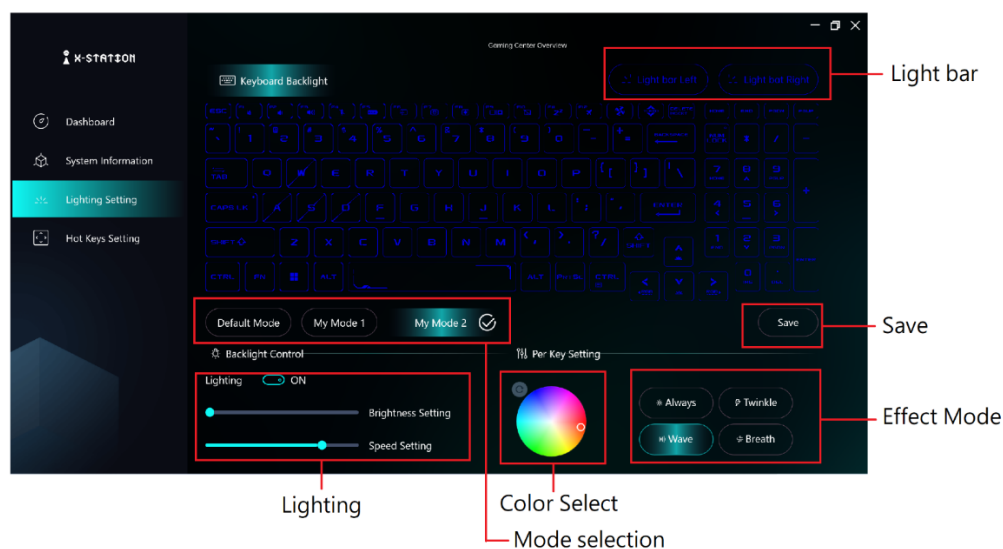 Gaming Center Overview
X-STATION
Keyboard Backlight
Light bar Left
Light bar Right
Light bar
Dashboard
System Information
Lighting Setting
Hot Keys Setting
TAB
Q
E
R
T
Y
U
I
O
P
CAPS LK
A
S
D
F
G
H
J
K
L
ENTER
SHIFT
Z
X
C
V
B
N
M
SHIFT
CTRL
FN
ALT
ALT
CTRL
Default Mode
My Mode 1
My Mode 2
Save
Save
Backlight Control
Per Key Setting
Lighting
ON
Brightness Setting
Speed Setting
Always
Twinkle
Wave
Breath
Effect Mode
Lighting
Color Select
Mode selection